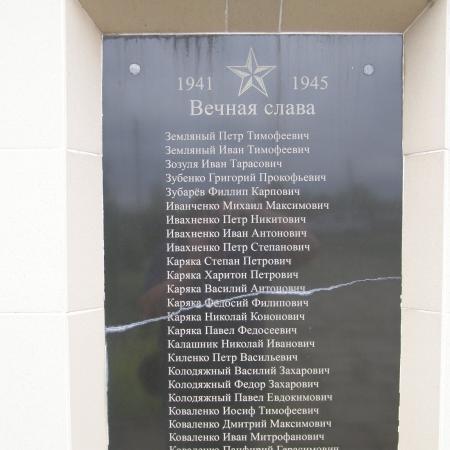 1941 1945
Вечная слава
Земляный Петр Тимофеевич
Земляный Иван Тимофеевич
Зозуля Иван Тарасович
Зубенко Григорий Прокофьевич
Зубарёв Филлип Карпович
Иванченко Михаил Максимович
Ивахненко Петр Никитович
Ивахненко Иван Антонович
Ивахненко Петр Степанович
Каряка Степан Петрович
Каряка Харитон Петрович
Каряка Василий Антонович
Каряка Федосий Филипович
Каряка Николай Кононович
Каряка Павел Федосеевич
Калашник Николай Иванович
Киленко Петр Васильевич
Колодяжный Василий Захарович
Колодяжный Федор Захарович
Колодяжный Павел Евдокимович
Коваленко Иосиф Тимофеевич
Коваленко Дмитрий Максимович
Коваленко Иван Митрофанович
Коваленко Панфирий Герасимович